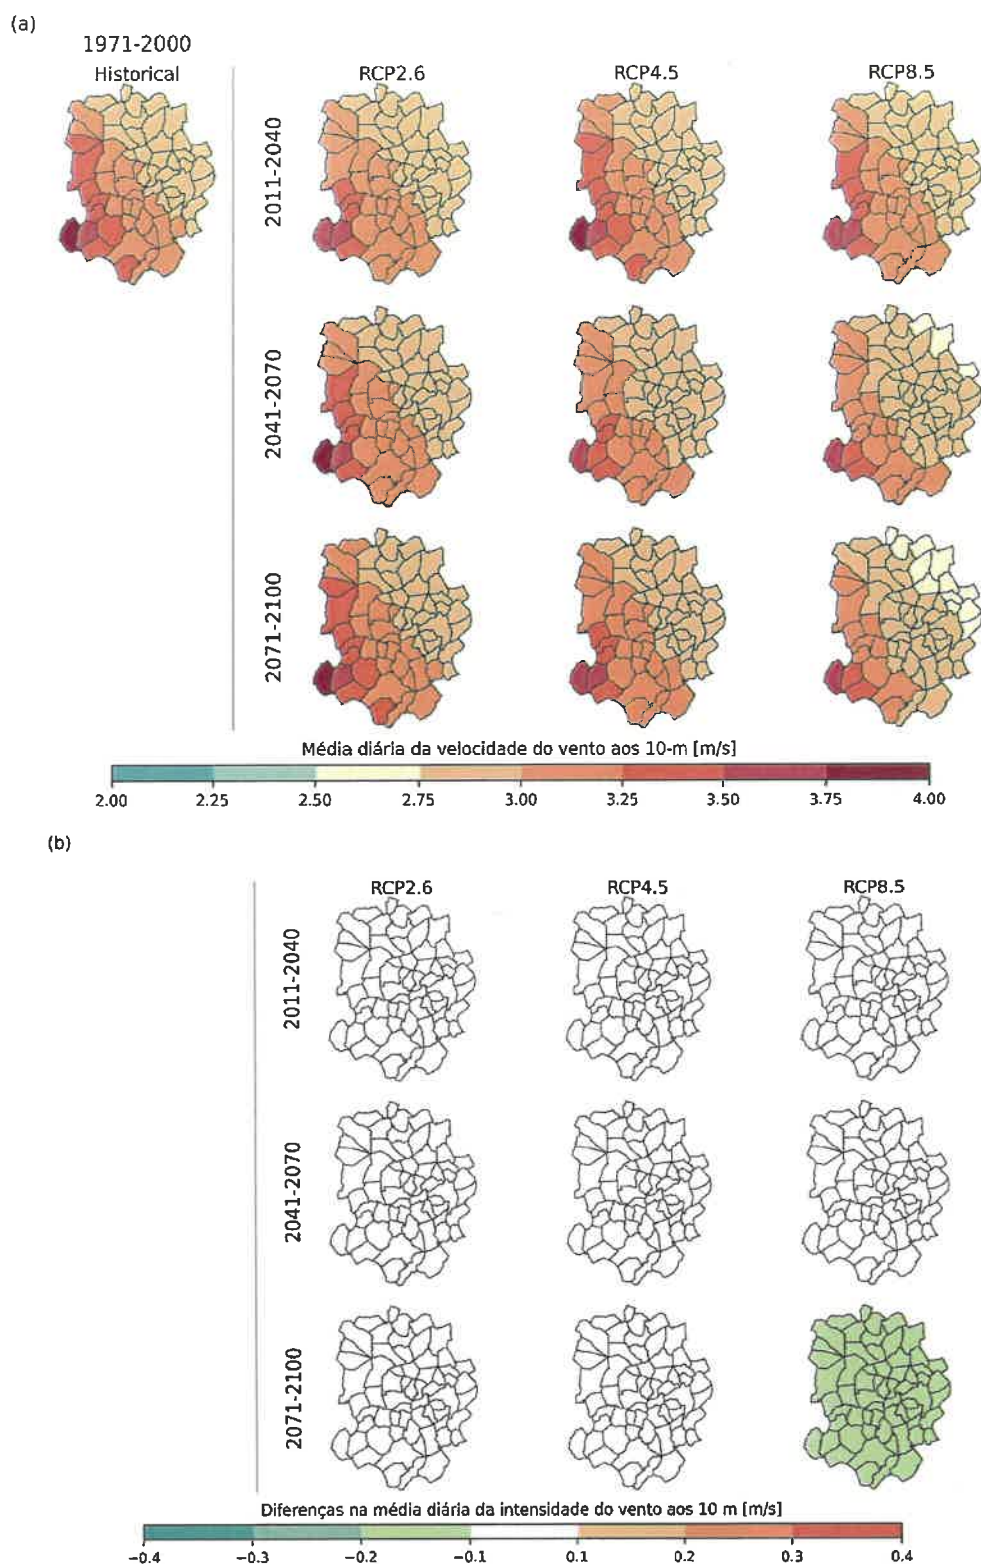 (a)
1971-2000
Historical
RCP2.6 RCP4.5 RCP8.5
2011-2040
2041-2070
2071-2100
Média diária da velocidade do vento aos 10-m [m/s]
2.00 2.25 2.50 2.75 3.00 3.25 3.50 3.75 4.00
(b)
RCP2.6 RCP4.5 RCP8.5
2011-2040
2041-2070
2071-2100
Diferenças na média diária da intensidade do vento aos 10 m [m/s]
−0.4 −0.3 −0.2 −0.1 0.1 0.2 0.3 0.4